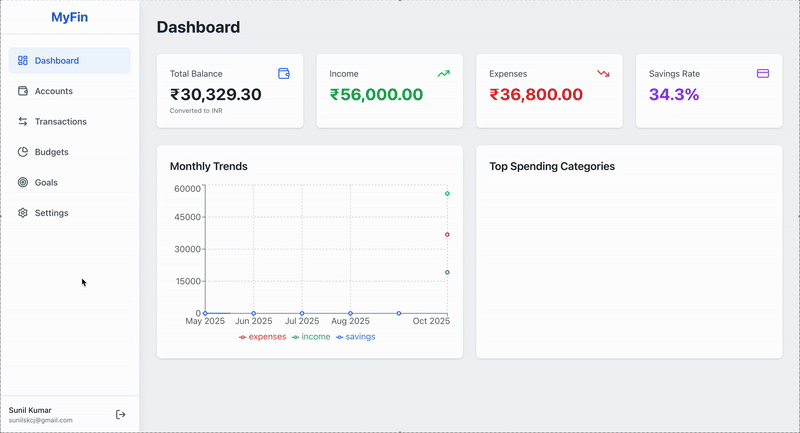 MyFin
Dashboard
Accounts
Transactions
Budgets
Goals
Settings
Sunil Kumar
sunilskcj@gmail.com
Dashboard
Total Balance
₹30,329.30
Converted to INR
Income
₹56,000.00
Expenses
₹36,800.00
Savings Rate
34.3%
Monthly Trends
60000
45000
30000
15000
0
May 2025 Jun 2025 Jul 2025 Aug 2025 Oct 2025
expenses income savings
Top Spending Categories